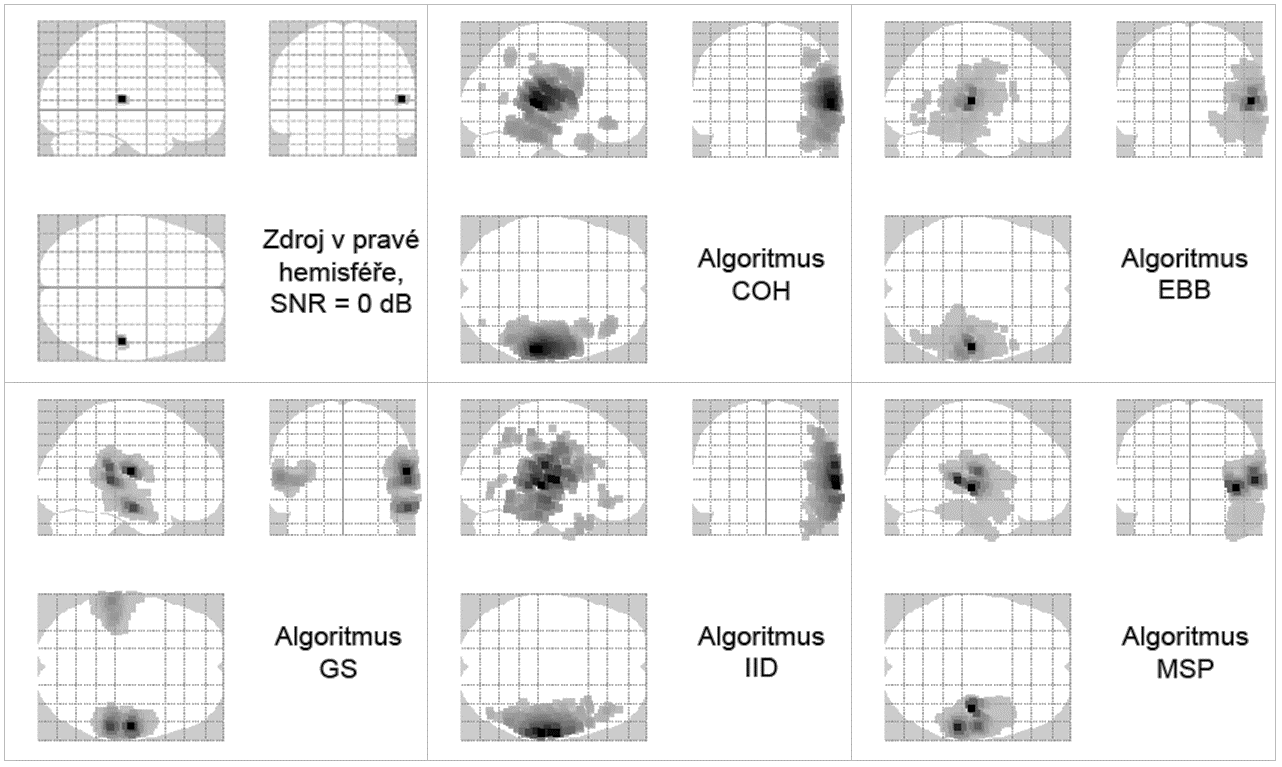 Zdroj v pravé
hemisféře,
SNR = 0 dB
Algoritmus
COH
Algoritmus
EBB
Algoritmus
GS
Algoritmus
IID
Algoritmus
MSP